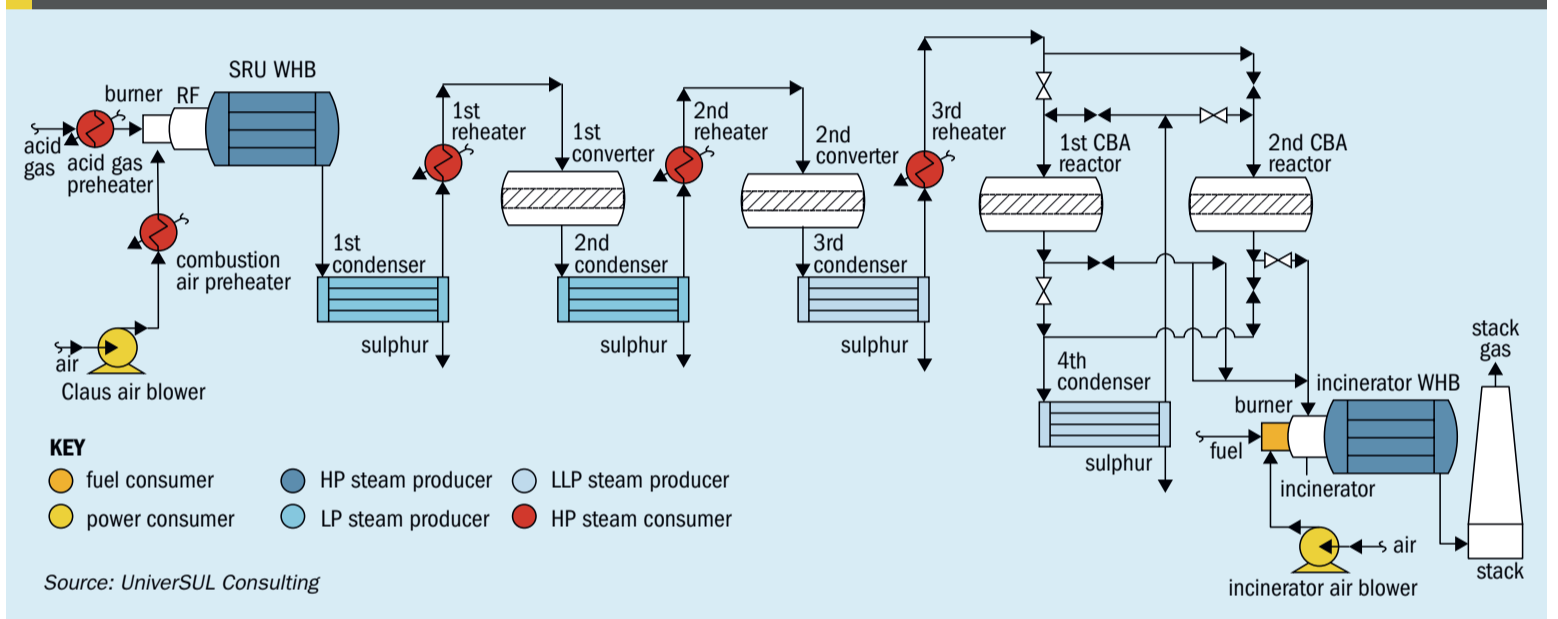 SRU WHB
burner
RF
acid
gas
acid gas
preheater
combustion
air preheater
air
Claus air blower
1st
condenser
sulphur
1st
reheater
1st
converter
2nd
condenser
sulphur
2nd
reheater
2nd
converter
3rd
condenser
sulphur
3rd
reheater
1st CBA
reactor
2nd CBA
reactor
4th
condenser
sulphur
stack
gas
incinerator WHB
burner
fuel
incinerator
air
incinerator air blower
stack
KEY
fuel consumer
HP steam producer
LLP steam producer
power consumer
LP steam producer
HP steam consumer
Source: UniverSUL Consulting